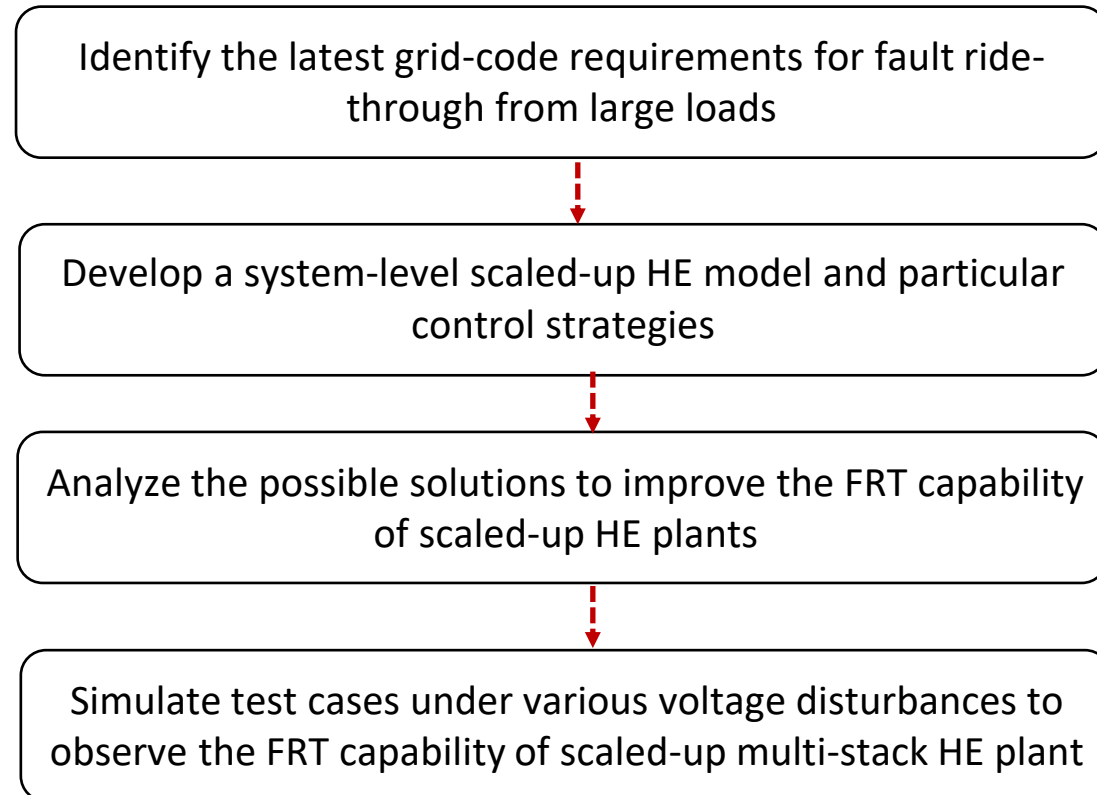 Identify the latest grid-code requirements for fault ride-
through from large loads
Develop a system-level scaled-up HE model and particular
control strategies
Analyze the possible solutions to improve the FRT capability
of scaled-up HE plants
Simulate test cases under various voltage disturbances to
observe the FRT capability of scaled-up multi-stack HE plant